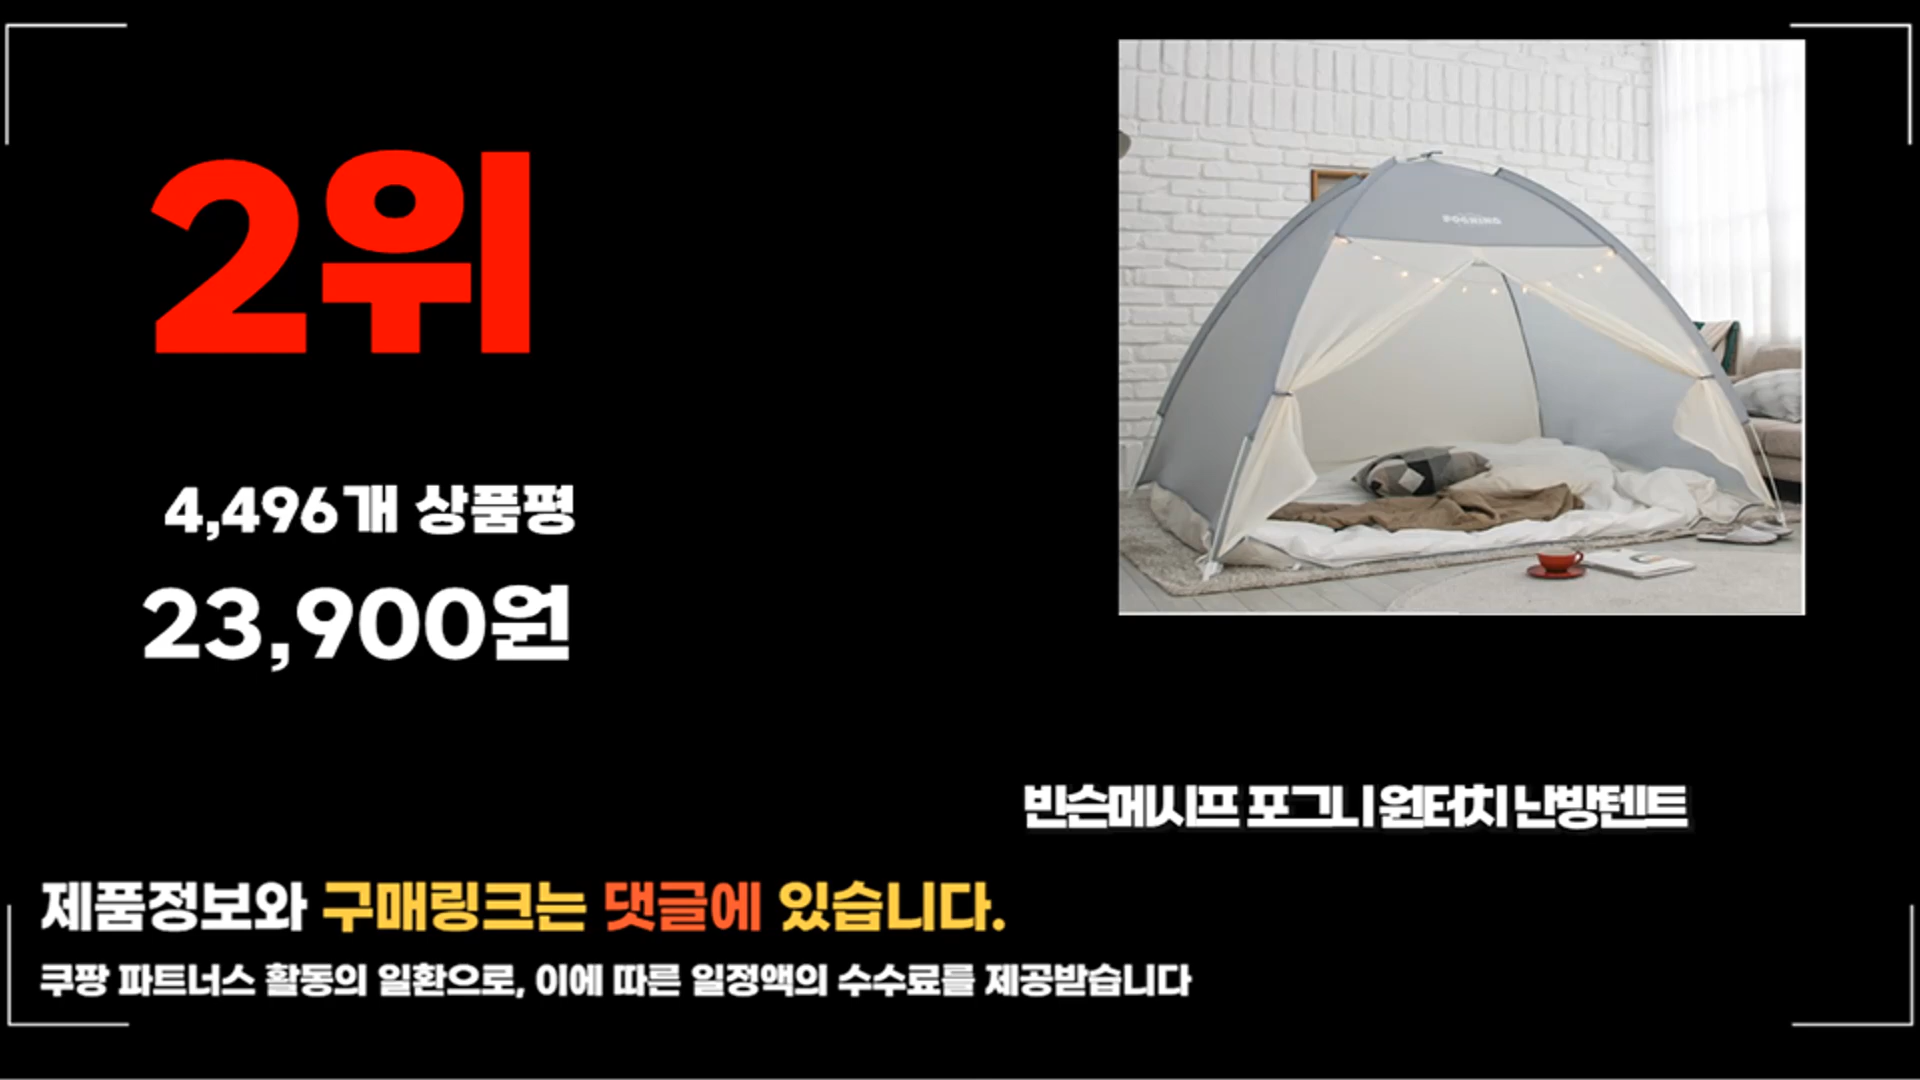 2위
4,496개 상품평
23,900원
빈슨메시프 포그니 원터치 난방텐트
제품정보와 구매링크는 댓글에 있습니다.
쿠팡 파트너스 활동의 일환으로, 이에 따른 일정액의 수수료를 제공받습니다